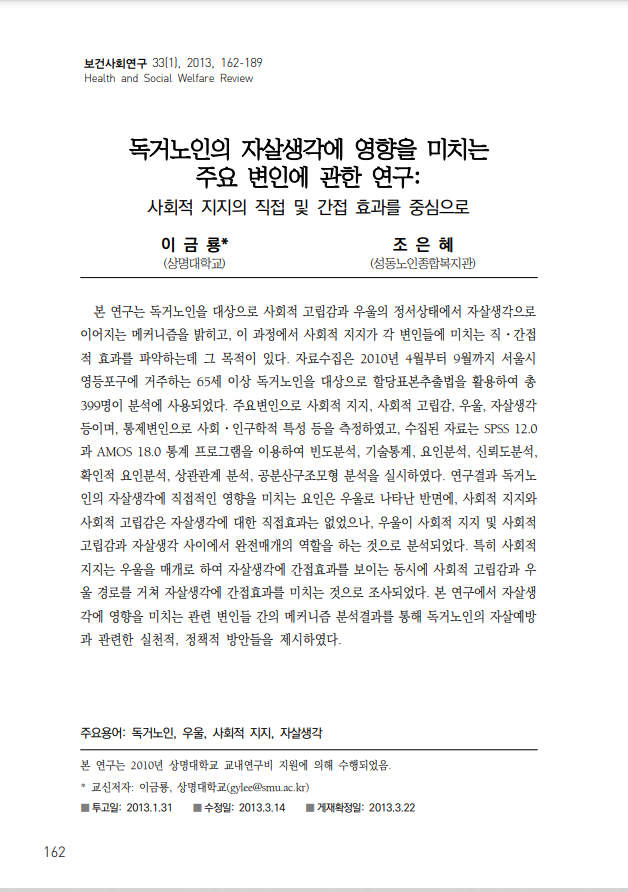 보건사회연구 33(1), 2013, 162-189
Health and Social Welfare Review
독거노인의 자살생각에 영향을 미치는
주요 변인에 관한 연구:
사회적 지지의 직접 및 간접 효과를 중심으로
이 금 룡* 조 은 혜
(상명대학교) (성동노인종합복지관)
본 연구는 독거노인을 대상으로 사회적 고립감과 우울의 정서상태에서 자살생각으로
이어지는 메커니즘을 밝히고, 이 과정에서 사회적 지지가 각 변인들에 미치는 직・간접
적 효과를 파악하는데 그 목적이 있다. 자료수집은 2010년 4월부터 9월까지 서울시
영등포구에 거주하는 65세 이상 독거노인을 대상으로 할당표본추출법을 활용하여 총
399명이 분석에 사용되었다. 주요변인으로 사회적 지지, 사회적 고립감, 우울, 자살생각
등이며, 통제변인으로 사회・인구학적 특성 등을 측정하였고, 수집된 자료는 SPSS 12.0
과 AMOS 18.0 통계 프로그램을 이용하여 빈도분석, 기술통계, 요인분석, 신뢰도분석,
확인적 요인분석, 상관관계 분석, 공분산구조모형 분석을 실시하였다. 연구결과 독거노
인의 자살생각에 직접적인 영향을 미치는 요인은 우울로 나타난 반면에, 사회적 지지와
사회적 고립감은 자살생각에 대한 직접효과는 없었으나, 우울이 사회적 지지 및 사회적
고립감과 자살생각 사이에서 완전매개의 역할을 하는 것으로 분석되었다. 특히 사회적
지지는 우울을 매개로 하여 자살생각에 간접효과를 보이는 동시에 사회적 고립감과 우
울 경로를 거쳐 자살생각에 간접효과를 미치는 것으로 조사되었다. 본 연구에서 자살생
각에 영향을 미치는 관련 변인들 간의 메커니즘 분석결과를 통해 독거노인의 자살예방
과 관련한 실천적, 정책적 방안들을 제시하였다.
주요용어: 독거노인, 우울, 사회적 지지, 자살생각
본 연구는 2010년 상명대학교 교내연구비 지원에 의해 수행되었음.
* 교신저자: 이금룡, 상명대학교(gylee@smu.ac.kr)
■ 투고일: 2013.1.31 ■ 수정일: 2013.3.14 ■ 게재확정일: 2013.3.22
162